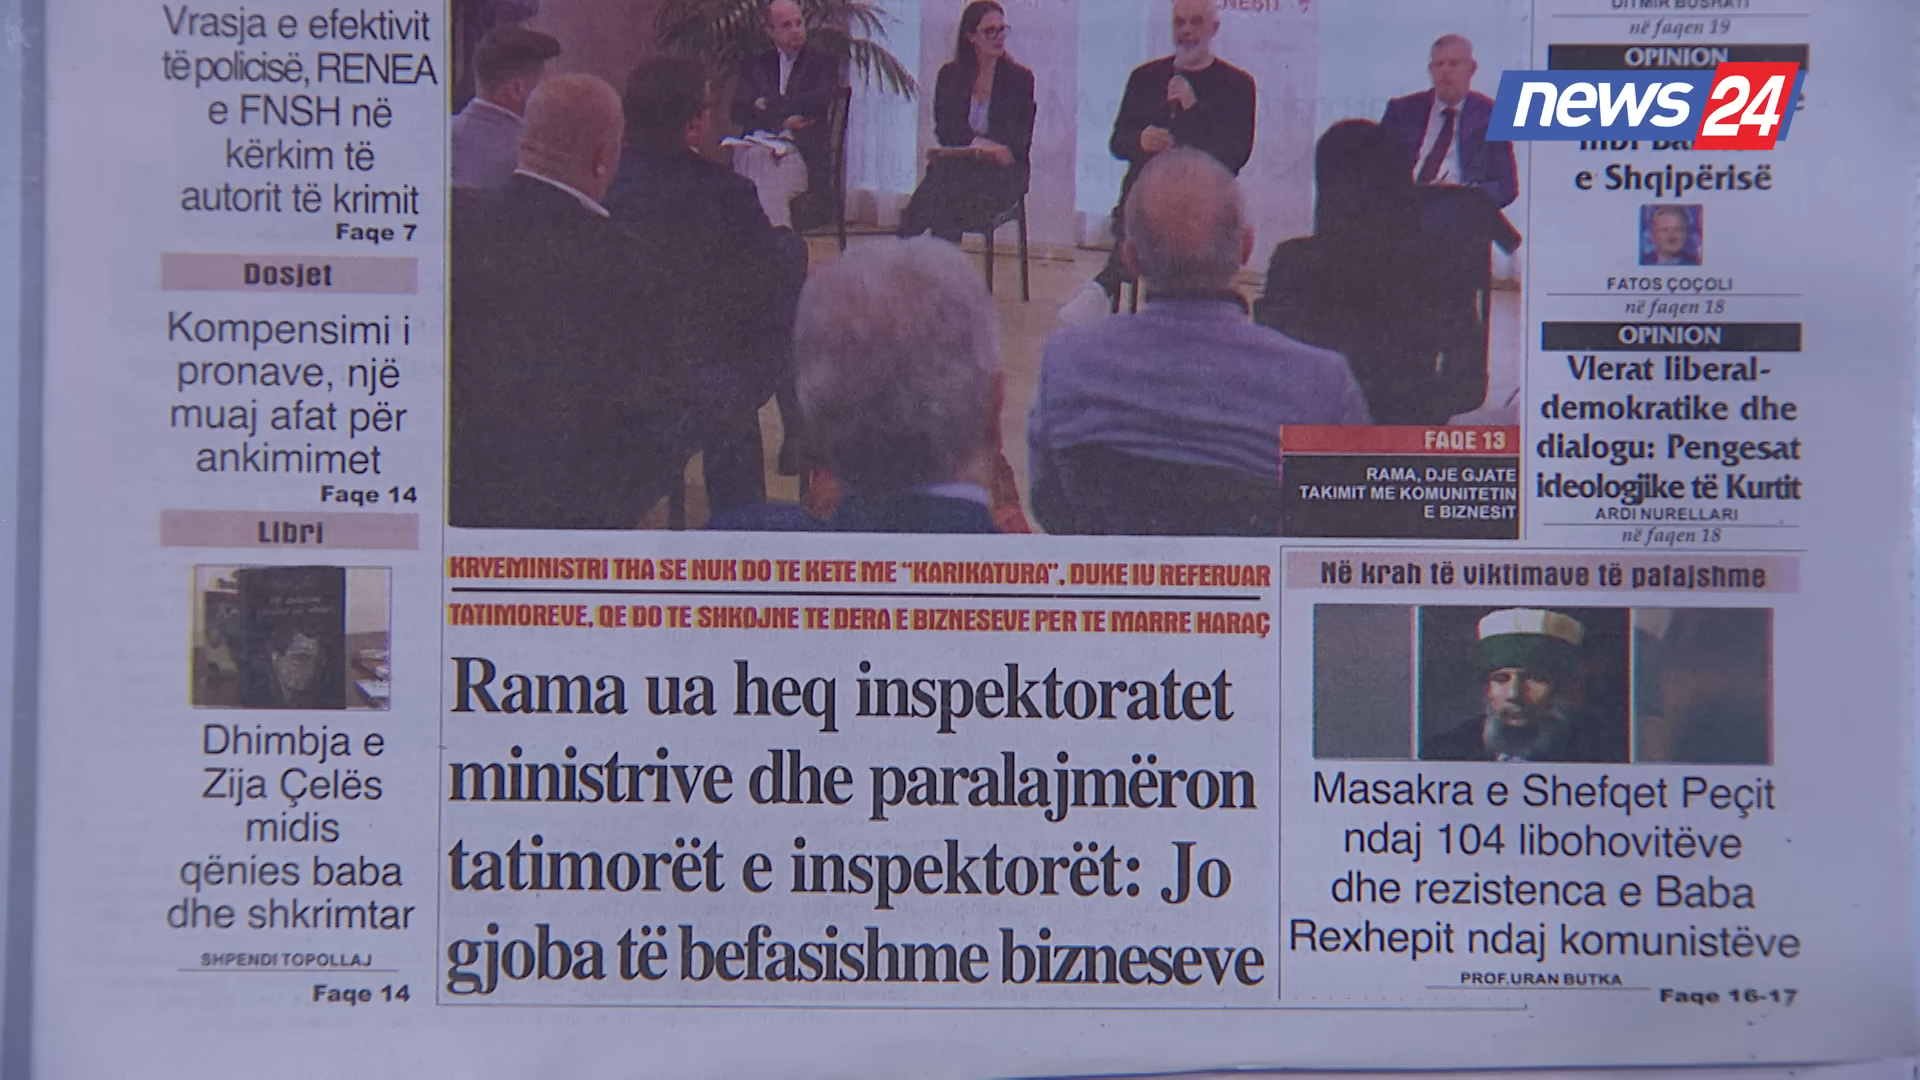 Vrasja e efektivit
të policisë, RENEA
e FNSH në
kërkim të
autorit të krimit
Faqe 7
Dosjet
Kompensimi i
pronave, një
muaj afat për
ankimimet
Faqe 14
Libri
Dhimbja e
Zija Çelës
midis
qënies baba
dhe shkrimtar
SHPENDI TOPOLLAJ
Faqe 14
FAQE 13
RAMA, DJE GJATE
TAKIMIT ME KOMUNITETIN
E BIZNESIT
KRYEMINISTRI THA SE NUK DO TE KETE ME "KARIKATURA", DUKE IU REFERUAR
TATIMOREVE, QE DO TE SHKOJNE TE DERA E BIZNESEVE PER TE MARRE HARAÇ
Rama ua heq inspektoratet
ministrive dhe paralajmëron
tatimorët e inspektorët: Jo
gjoba të befasishme bizneseve
DITMIR BUSHATI
në faqen 19
OPINION
news 24
mbi
e Shqipërisë
FATOS ÇOÇOLI
në faqen 18
OPINION
Vlerat liberal-
demokratike dhe
dialogu: Pengesat
ideologjike të Kurtit
ARDI NURELLARI
në faqen 18
Në krah të viktimave të pafajshme
Masakra e Shefqet Peçit
ndaj 104 libohovitëve
dhe rezistenca e Baba
Rexhepit ndaj komunistëve
PROF.URAN BUTKA
Faqe 16-17